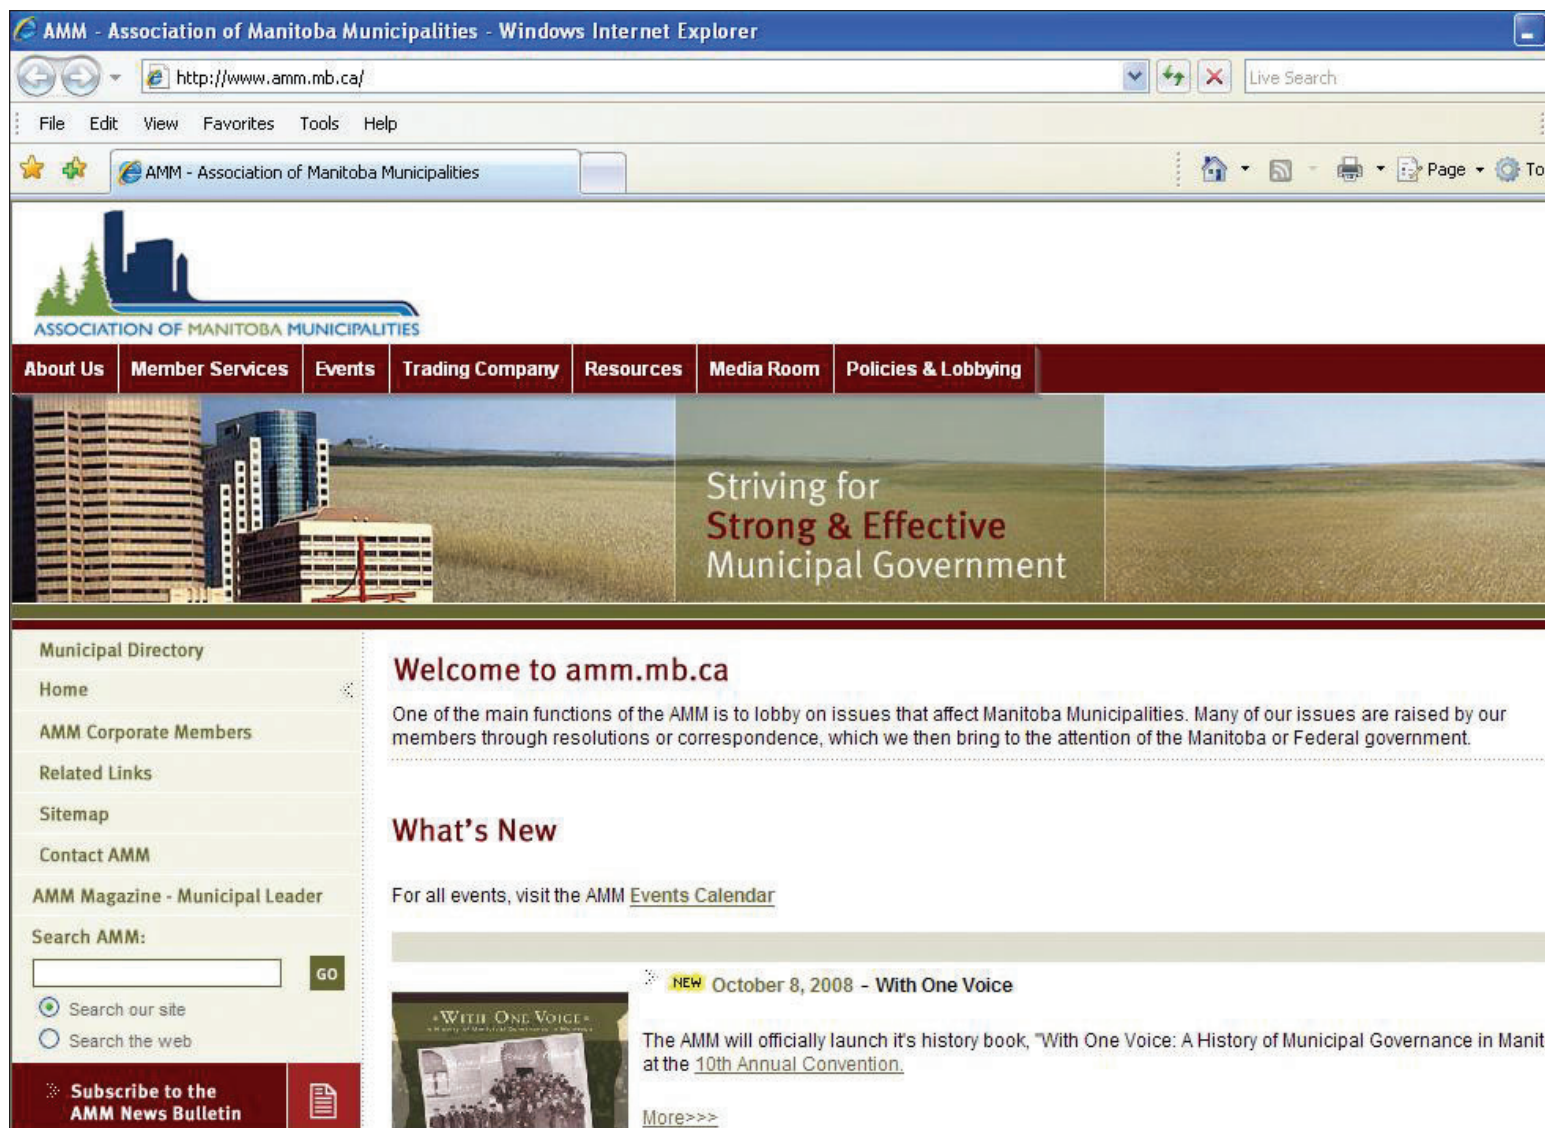 AMM - Association of Manitoba Municipalities - Windows Internet Explorer
http://www.amm.mb.ca/
Live Search
File Edit View Favorites Tools Help
AMM - Association of Manitoba Municipalities
Page
To
ASSOCIATION OF MANITOBA MUNICIPALITIES
About Us Member Services Events Trading Company Resources Media Room Policies & Lobbying
Striving for
Strong & Effective
Municipal Government
Municipal Directory
Home
AMM Corporate Members
Related Links
Sitemap
Contact AMM
AMM Magazine - Municipal Leader
Search AMM:
GO
Search our site
Search the web
Subscribe to the
AMM News Bulletin
Welcome to amm.mb.ca
One of the main functions of the AMM is to lobby on issues that affect Manitoba Municipalities. Many of our issues are raised by our
members through resolutions or correspondence, which we then bring to the attention of the Manitoba or Federal government.
What's New
For all events, visit the AMM Events Calendar
NEW October 8, 2008 - With One Voice
WITH ONE VOICE
The AMM will officially launch it's history book, "With One Voice: A History of Municipal Governance in Manit
at the 10th Annual Convention.
More>>>